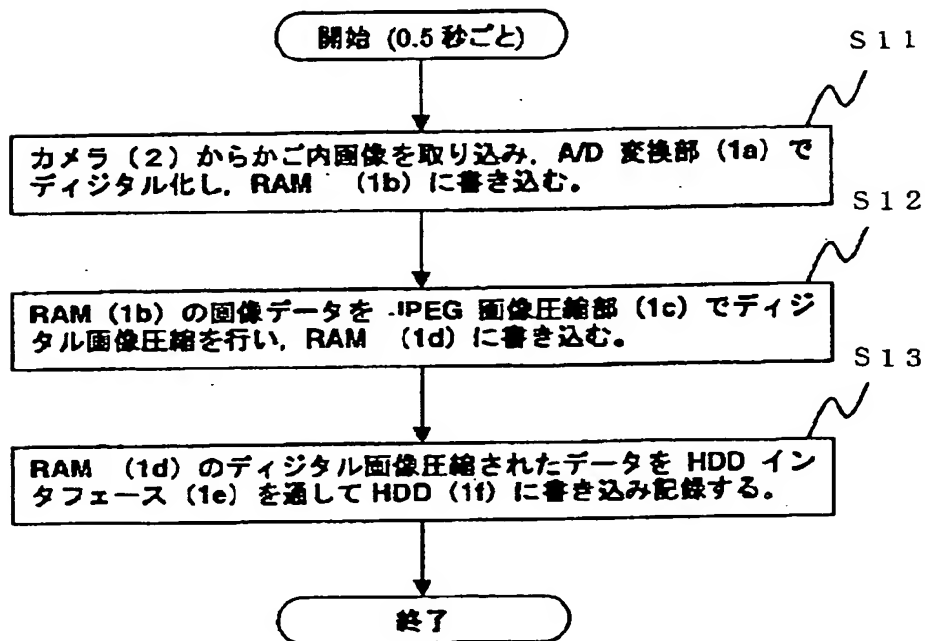 開始 (0.5 秒ごと)
S11
カメラ (2) からかご内画像を取り込み, A/D 変換部 (1a) で
ディジタル化し, RAM (1b) に書き込む。
S12
RAM (1b) の画像データを JPEG 画像圧縮部 (1c) でディジ
タル画像圧縮を行い, RAM (1d) に書き込む。
S13
RAM (1d) のディジタル画像圧縮されたデータを HDD イン
タフェース (1e) を通して HDD (1f) に書き込み記録する。
終了